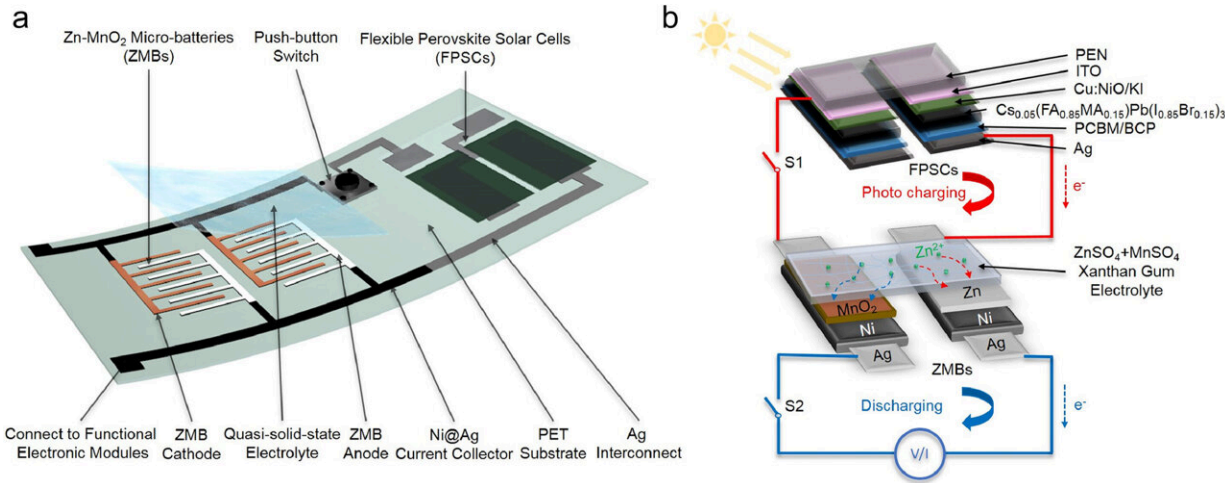 a
Zn-MnO₂ Micro-batteries
(ZMBs)
Push-button
Switch
Flexible Perovskite Solar Cells
(FPSCs)
Connect to Functional
Electronic Modules
ZMB
Cathode
Quasi-solid-state
Electrolyte
ZMB
Anode
Ni@Ag
Current Collector
PET
Substrate
Ag
Interconnect
b
PEN
ITO
Cu:NiO/KI
Cs₀.₀₅(FA₀.₈₅MA₀.₁₅)Pb(I₀.₈₅Br₀.₁₅)₃
PCBM/BCP
Ag
FPSCs
S1
Photo charging
e⁻
Zn²⁺
ZnSO₄+MnSO₄
Xanthan Gum
Electrolyte
MnO₂
Zn
Ni
Ni
Ag
Ag
ZMBs
S2
Discharging
e⁻
V/I